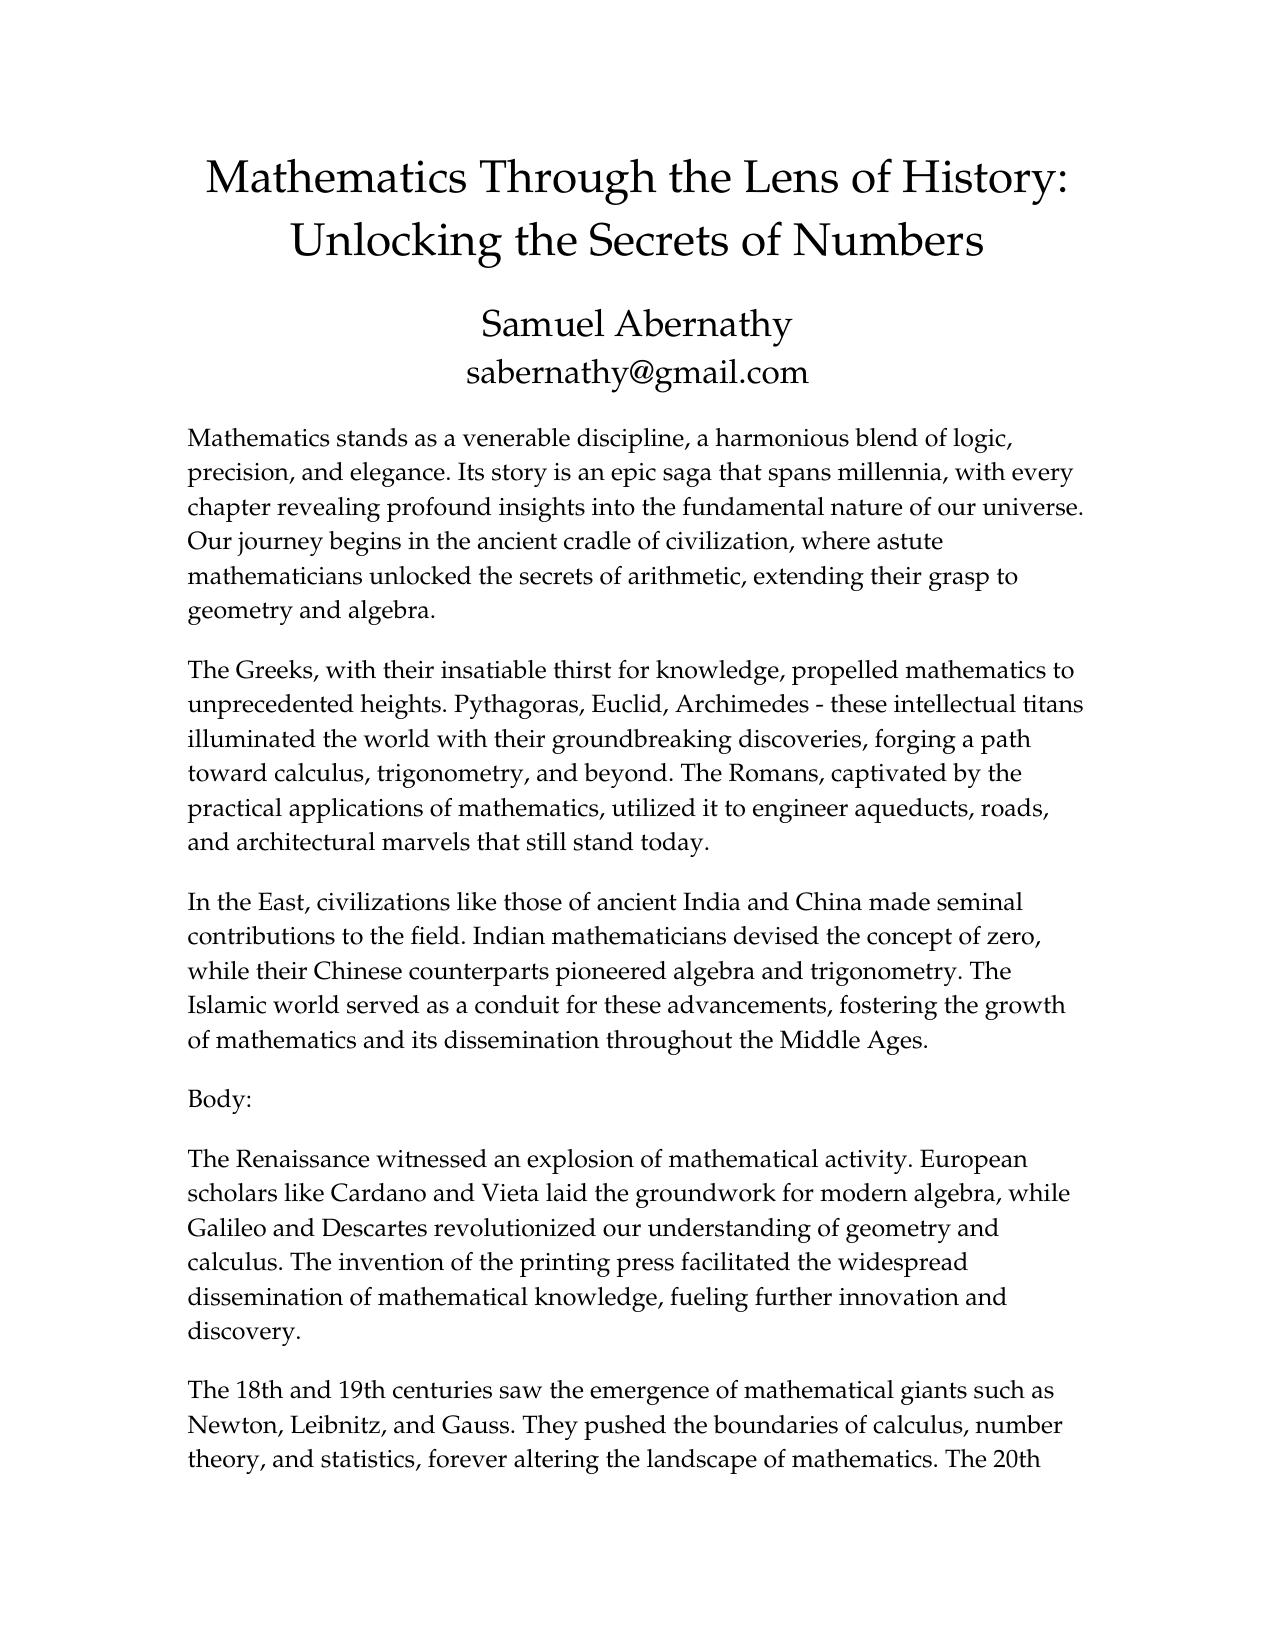 Mathematics Through the Lens of History:
Unlocking the Secrets of Numbers
Samuel Abernathy
sabernathy@gmail.com
Mathematics stands as a venerable discipline, a harmonious blend of logic,
precision, and elegance. Its story is an epic saga that spans millennia, with every
chapter revealing profound insights into the fundamental nature of our universe.
Our journey begins in the ancient cradle of civilization, where astute
mathematicians unlocked the secrets of arithmetic, extending their grasp to
geometry and algebra.
The Greeks, with their insatiable thirst for knowledge, propelled mathematics to
unprecedented heights. Pythagoras, Euclid, Archimedes - these intellectual titans
illuminated the world with their groundbreaking discoveries, forging a path
toward calculus, trigonometry, and beyond. The Romans, captivated by the
practical applications of mathematics, utilized it to engineer aqueducts, roads,
and architectural marvels that still stand today.
In the East, civilizations like those of ancient India and China made seminal
contributions to the field. Indian mathematicians devised the concept of zero,
while their Chinese counterparts pioneered algebra and trigonometry. The
Islamic world served as a conduit for these advancements, fostering the growth
of mathematics and its dissemination throughout the Middle Ages.
Body:
The Renaissance witnessed an explosion of mathematical activity. European
scholars like Cardano and Vieta laid the groundwork for modern algebra, while
Galileo and Descartes revolutionized our understanding of geometry and
calculus. The invention of the printing press facilitated the widespread
dissemination of mathematical knowledge, fueling further innovation and
discovery.
The 18th and 19th centuries saw the emergence of mathematical giants such as
Newton, Leibnitz, and Gauss. They pushed the boundaries of calculus, number
theory, and statistics, forever altering the landscape of mathematics. The 20th